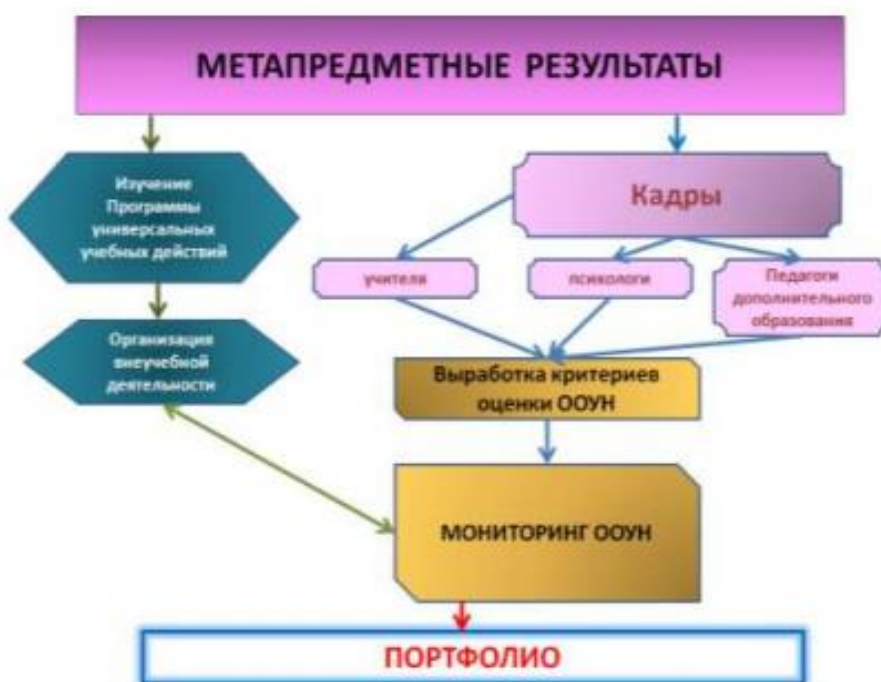 МЕТАПРЕДМЕТНЫЕ РЕЗУЛЬТАТЫ
Изучение
Программы
универсальных
учебных действий
Организация
внеучебной
деятельности
Кадры
учителя
психологи
Педагоги
дополнительного
образования
Выработка критериев
оценки ООУН
МОНИТОРИНГ ООУН
ПОРТФОЛИО